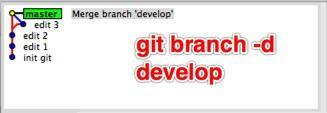 master Merge branch 'develop'
edit 3
edit 2
edit 1
init git
git branch -d
develop